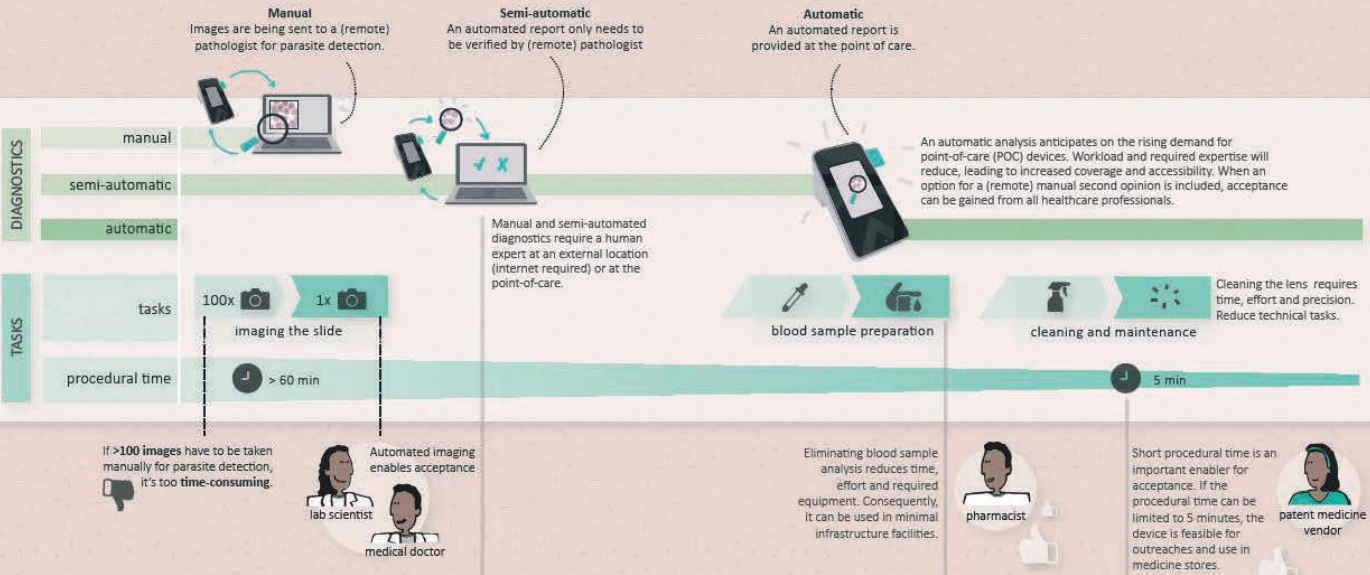 Manual
Images are being sent to a (remote)
pathologist for parasite detection.
Semi-automatic
An automated report only needs to
be verified by (remote) pathologist
Automatic
An automated report is
provided at the point of care.
DIAGNOSTICS
manual
semi-automatic
automatic
An automatic analysis anticipates on the rising demand for
point-of-care (POC) devices. Workload and required expertise will
reduce, leading to increased coverage and accessibility. When an
option for a (remote) manual second opinion is included, acceptance
can be gained from all healthcare professionals.
Manual and semi-automated
diagnostics require a human
expert at an external location
(internet required) or at the
point-of-care.
TASKS
tasks
100x
1x
imaging the slide
blood sample preparation
cleaning and maintenance
Cleaning the lens requires
time, effort and precision.
Reduce technical tasks.
procedural time
> 60 min
5 min
If >100 images have to be taken
manually for parasite detection,
it's too time-consuming.
Automated imaging
enables acceptance
lab scientist
medical doctor
Eliminating blood sample
analysis reduces time,
effort and required
equipment. Consequently,
it can be used in minimal
infrastructure facilities.
pharmacist
Short procedural time is an
important enabler for
acceptance. If the
procedural time can be
limited to 5 minutes, the
device is feasible for
outreaches and use in
medicine stores.
patent medicine
vendor